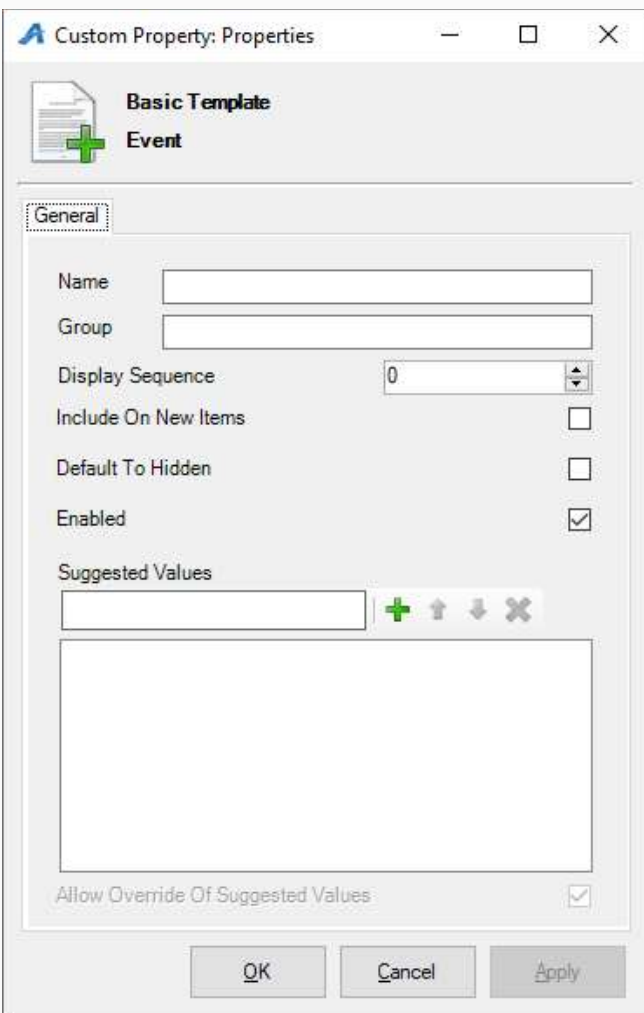 Custom Property: Properties
Basic Template
Event
General
Name
Group
Display Sequence 0
Include On New Items
Default To Hidden
Enabled
Suggested Values
Allow Override Of Suggested Values
OK Cancel Apply